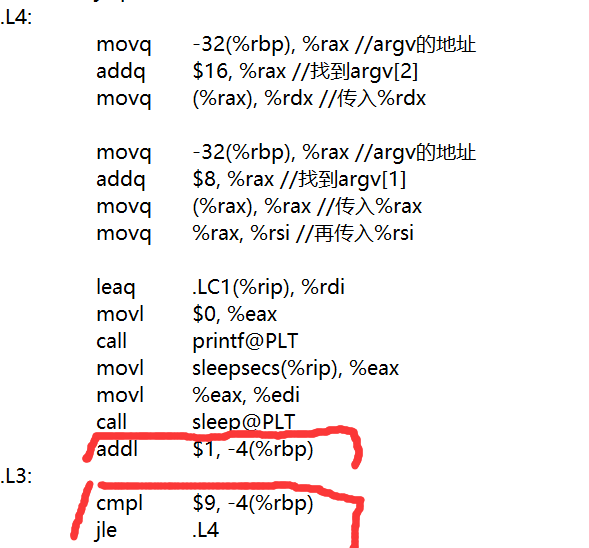 .L4:
movq -32(%rbp), %rax //argv的地址
addq $16, %rax //找到argv[2]
movq (%rax), %rdx //传入%rdx
movq -32(%rbp), %rax //argv的地址
addq $8, %rax //找到argv[1]
movq (%rax), %rax //传入%rax
movq %rax, %rsi //再传入%rsi
leaq .LC1(%rip), %rdi
movl $0, %eax
call printf@PLT
movl sleepsecs(%rip), %eax
movl %eax, %edi
call sleep@PLT
addl $1, -4(%rbp)
.L3:
cmpl $9, -4(%rbp)
jle .L4